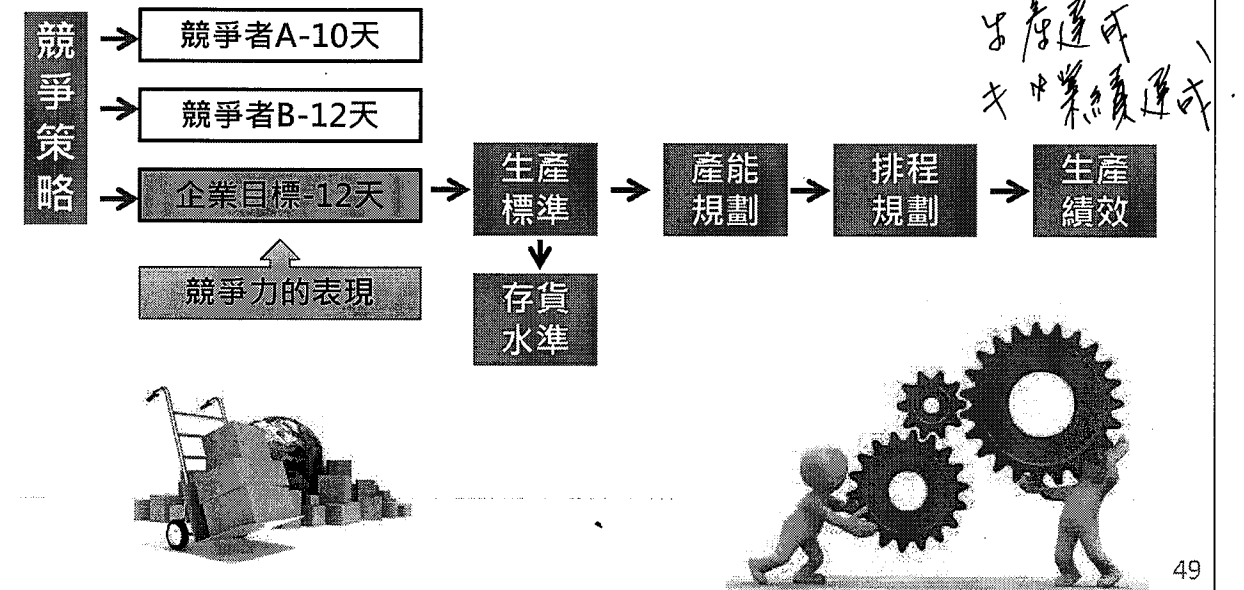 競爭策略
競爭者A-10天
競爭者B-12天
企業目標-12天
競爭力的表現
生產
標準
存貨
水準
產能
規劃
排程
規劃
生產
績效
生產達成
業績達成
49